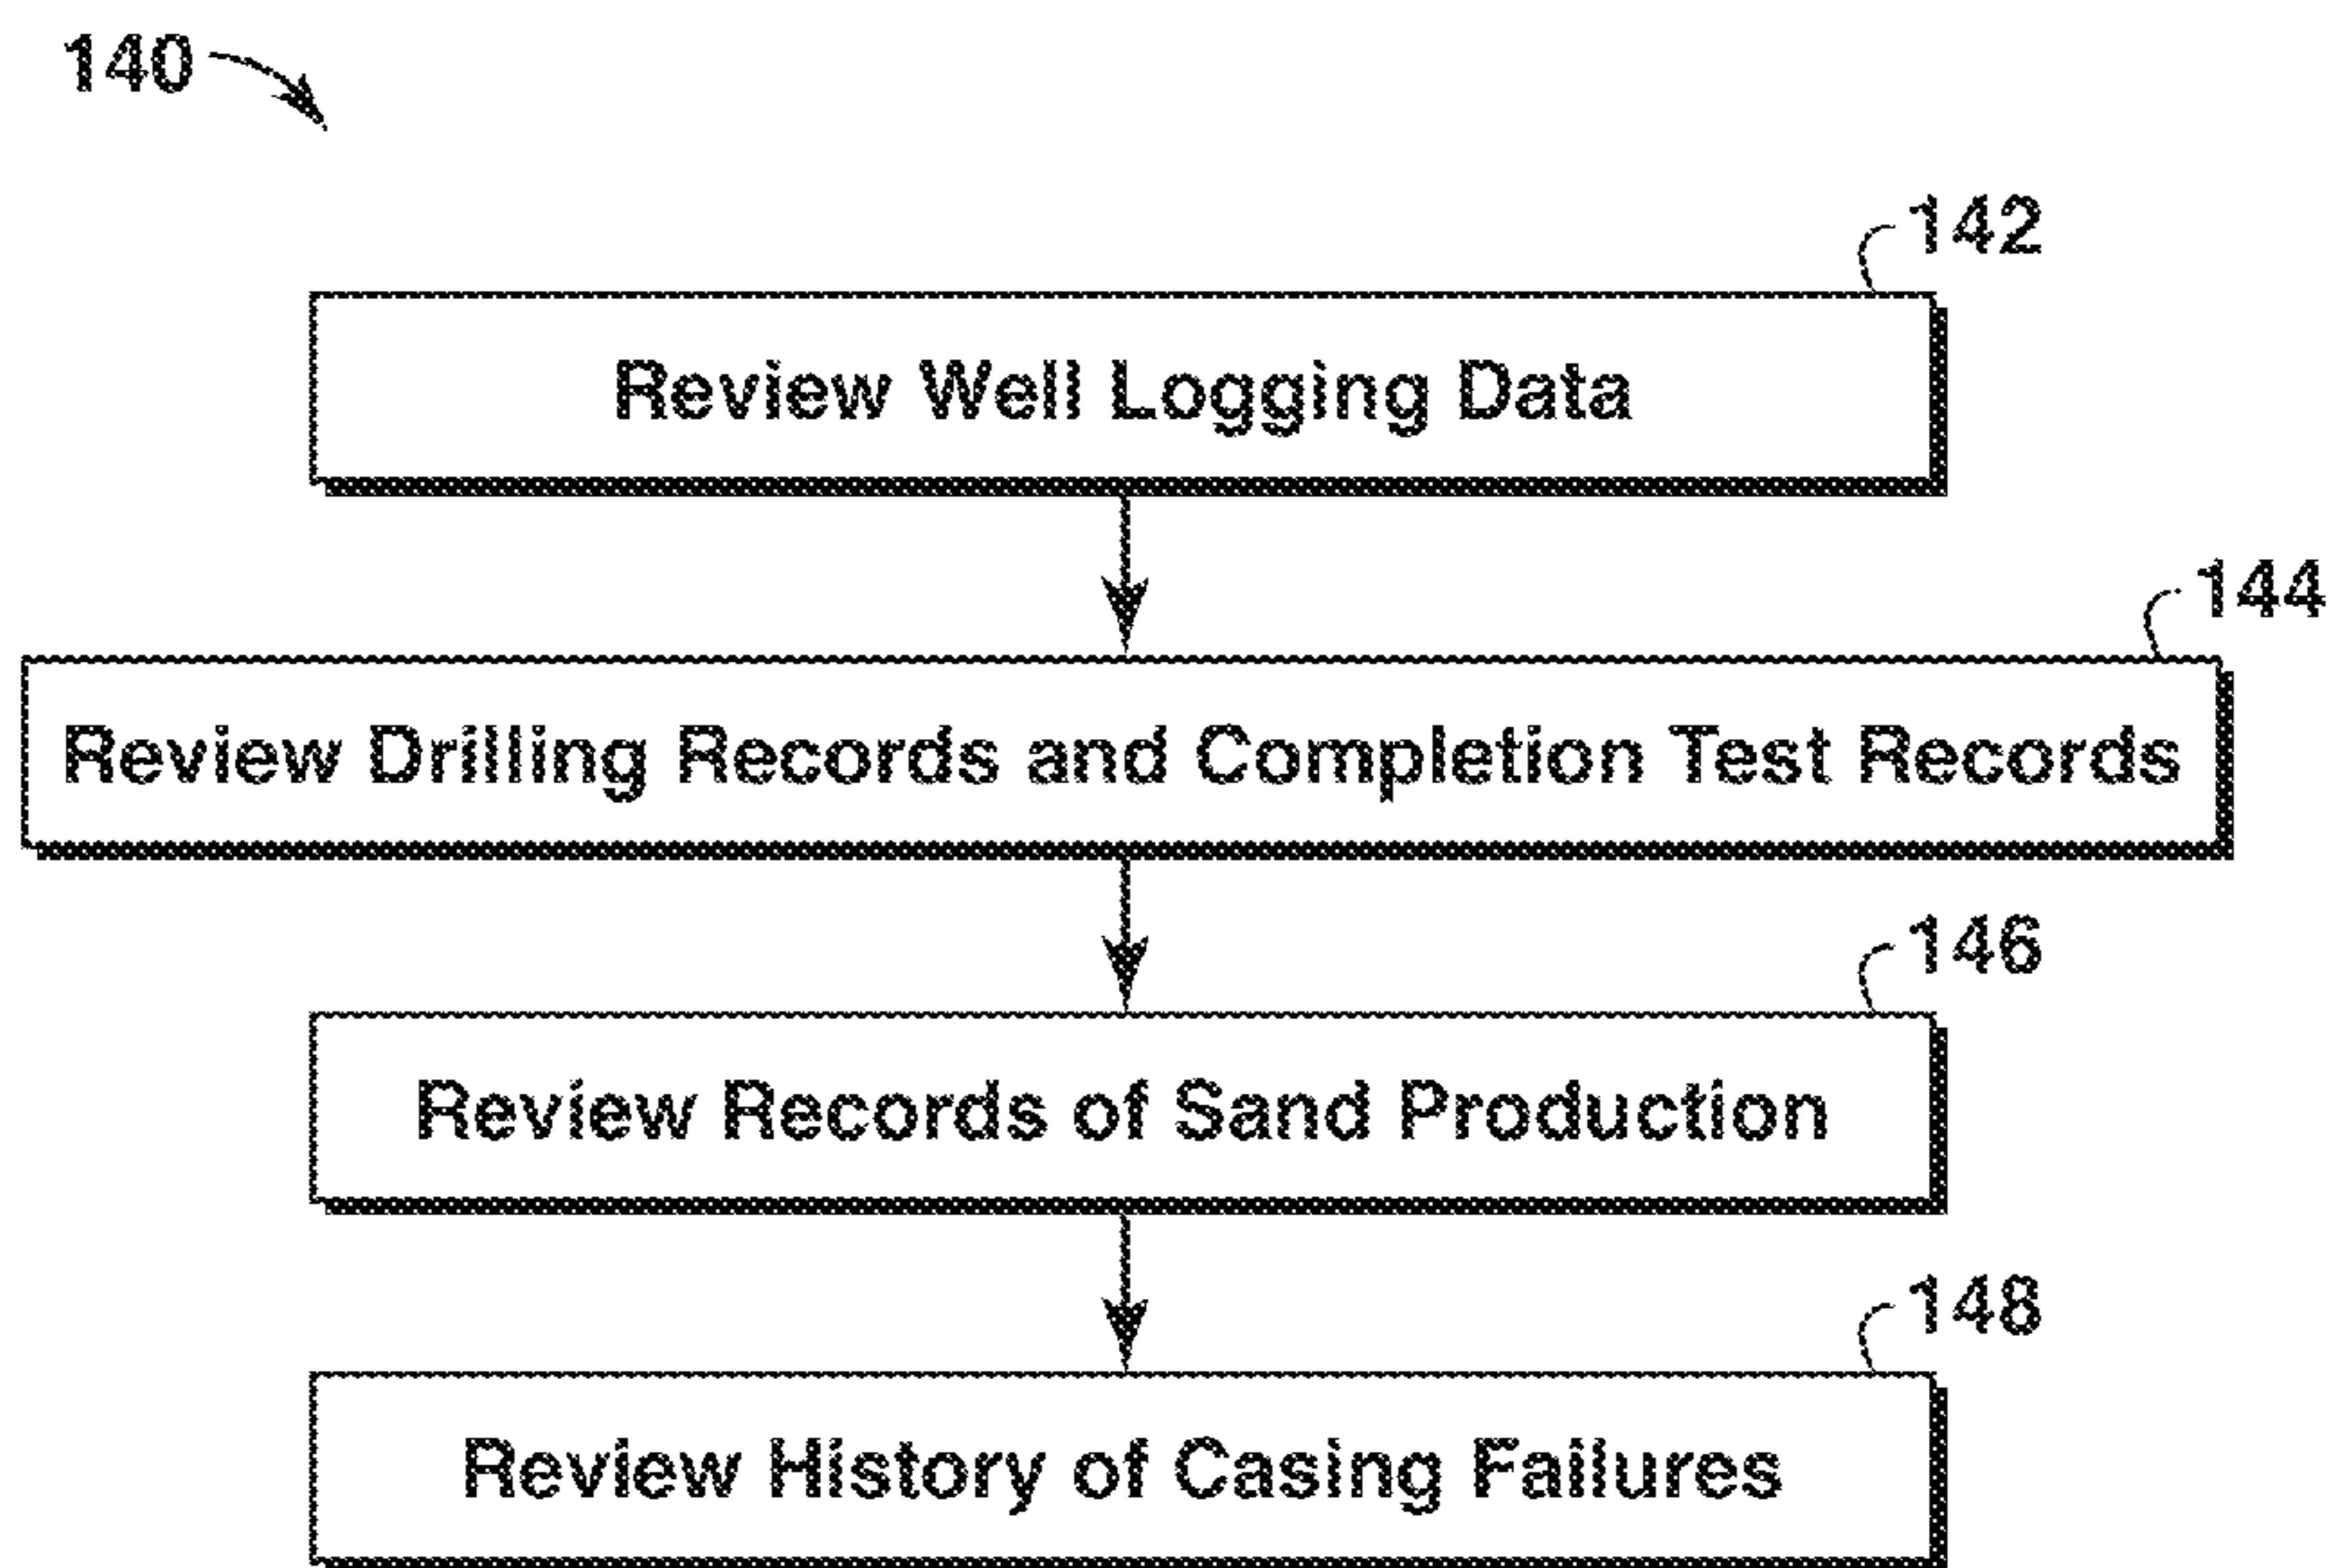 140
142
Review Well Logging Data
144
Review Drilling Records and Completion Test Records
146
Review Records of Sand Production
148
Review History of Casing Failures